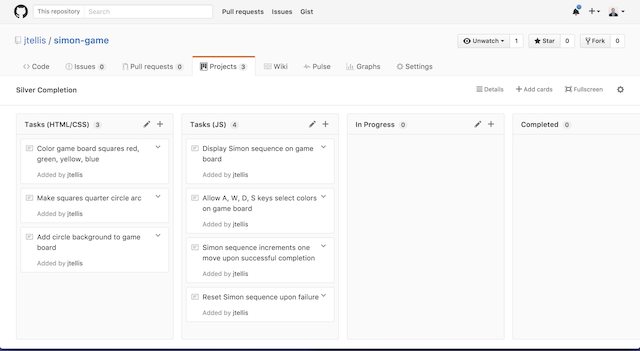 This repository Search
Pull requests Issues Gist
jtellis / simon-game
Unwatch 1 Star 0 Fork 0
Code Issues 0 Pull requests 0 Projects 3 Wiki Pulse Graphs Settings
Silver Completion
Details Add cards Fullscreen
Tasks (HTML/CSS) 3
Color game board squares red,
green, yellow, blue
Added by jtellis
Make squares quarter circle arc
Added by jtellis
Add circle background to game
board
Added by jtellis
Tasks (JS) 4
Display Simon sequence on game
board
Added by jtellis
Allow A, W, D, S keys select colors
on game board
Added by jtellis
Simon sequence increments one
move upon successful completion
Added by jtellis
Reset Simon sequence upon failure
Added by jtellis
In Progress 0
Completed 0